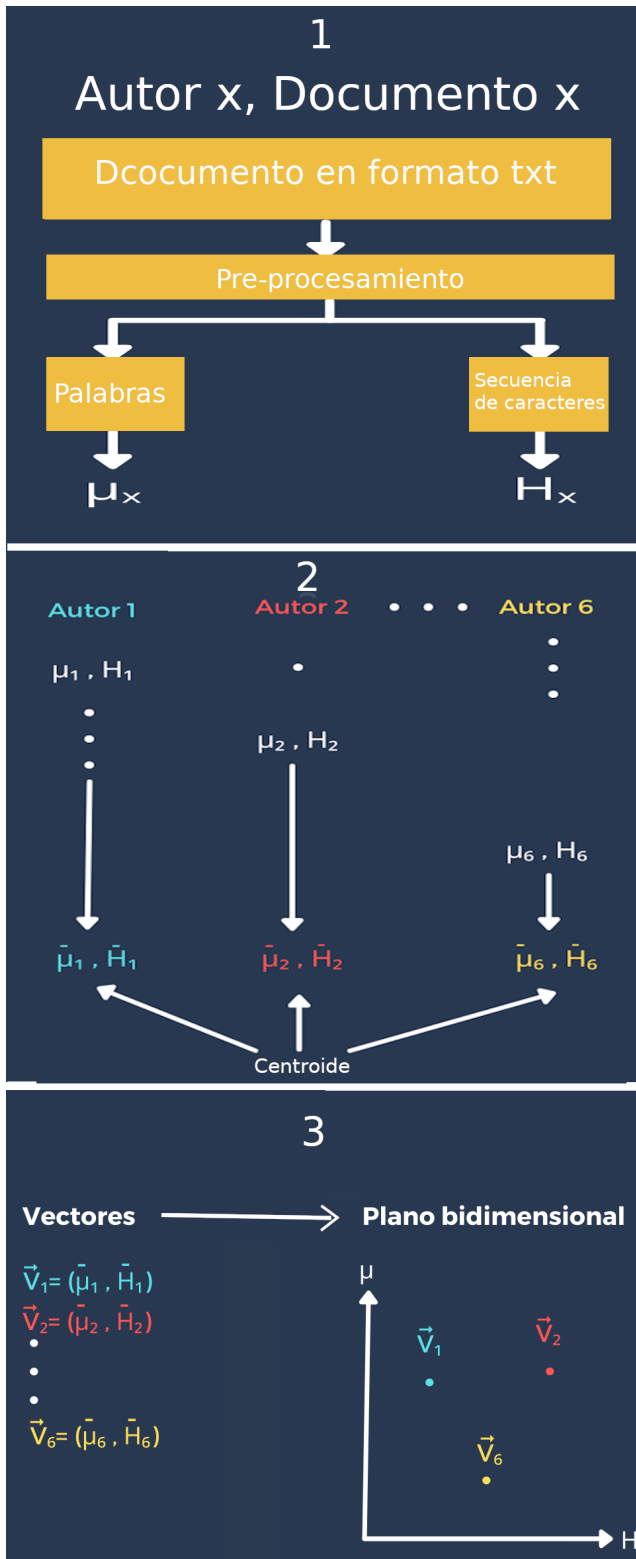 1
Autor x, Documento x
Dcocumento en formato txt
Pre-procesamiento
Palabras
Secuencia
de caracteres
μₓ
Hₓ
2
Autor 1
Autor 2
Autor 6
μ₁ , H₁
μ₂ , H₂
μ₆ , H₆
μ̄₁ , H̄₁
μ̄₂ , H̄₂
μ̄₆ , H̄₆
Centroide
3
Vectores
Plano bidimensional
V⃗₁= (μ̄₁ , H̄₁)
V⃗₂= (μ̄₂ , H̄₂)
V⃗₆= (μ̄₆ , H̄₆)
μ
V⃗₁
V⃗₂
V⃗₆
H